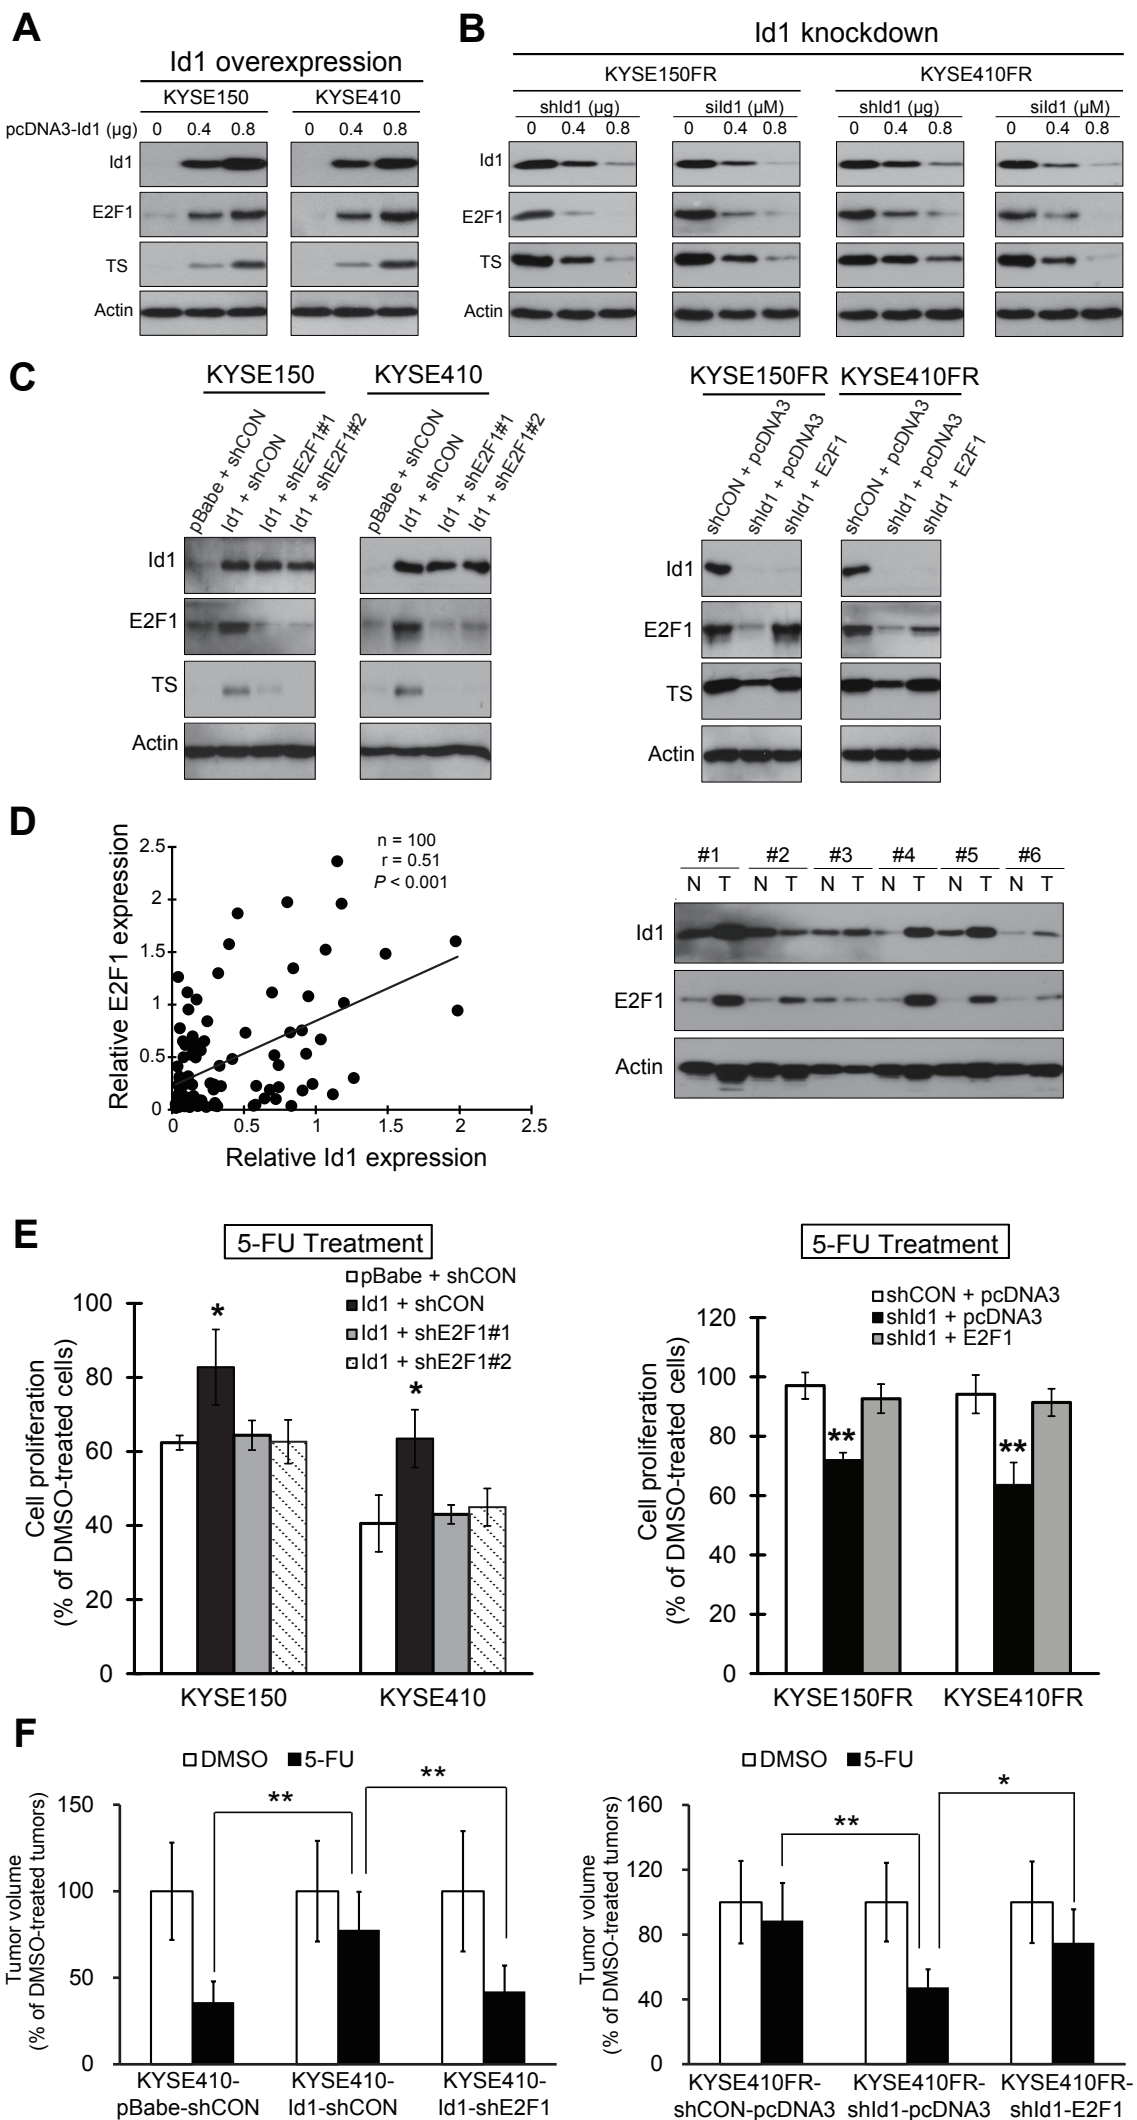 A
Id1 overexpression
KYSE150 KYSE410
pcDNA3-Id1 (µg) 0 0.4 0.8 0 0.4 0.8
Id1
E2F1
TS
Actin
B
Id1 knockdown
KYSE150FR KYSE410FR
shId1 (µg) siId1 (µM) shId1 (µg) siId1 (µM)
0 0.4 0.8 0 0.4 0.8 0 0.4 0.8 0 0.4 0.8
Id1
E2F1
TS
Actin
C
KYSE150 KYSE410
pBabe + shCON
Id1 + shCON
Id1 + shE2F1#1
Id1 + shE2F1#2
pBabe + shCON
Id1 + shCON
Id1 + shE2F1#1
Id1 + shE2F1#2
Id1
E2F1
TS
Actin
KYSE150FR KYSE410FR
shCON + pcDNA3
shId1 + pcDNA3
shId1 + E2F1
shCON + pcDNA3
shId1 + pcDNA3
shId1 + E2F1
Id1
E2F1
TS
Actin
D
Relative E2F1 expression
2.5
2
1.5
1
0.5
0
n = 100
r = 0.51
P < 0.001
0 0.5 1 1.5 2 2.5
Relative Id1 expression
#1 #2 #3 #4 #5 #6
N T N T N T N T N T N T
Id1
E2F1
Actin
E
5-FU Treatment
pBabe + shCON
Id1 + shCON
Id1 + shE2F1#1
Id1 + shE2F1#2
Cell proliferation
(% of DMSO-treated cells)
100
80
60
40
20
0
*
*
KYSE150 KYSE410
5-FU Treatment
shCON + pcDNA3
shId1 + pcDNA3
shId1 + E2F1
Cell proliferation
(% of DMSO-treated cells)
120
100
80
60
40
20
0
**
**
KYSE150FR KYSE410FR
F
DMSO 5-FU
Tumor volume
(% of DMSO-treated tumors)
150
100
50
0
**
**
KYSE410- KYSE410- KYSE410-
pBabe-shCON Id1-shCON Id1-shE2F1
DMSO 5-FU
Tumor volume
(% of DMSO-treated tumors)
160
120
80
40
0
**
*
KYSE410FR- KYSE410FR- KYSE410FR-
shCON-pcDNA3 shId1-pcDNA3 shId1-E2F1